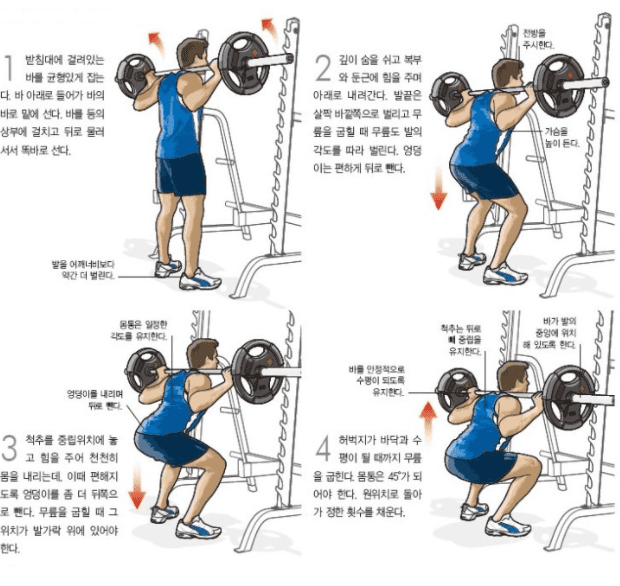 1 받침대에 걸려있는
바를 균형있게 잡는
다. 바 아래로 들어가 바의
바로 밑에 선다. 바를 등의
상부에 걸치고 뒤로 물러
서서 똑바로 선다.
발을 어깨너비보다
약간 더 벌린다.
2 깊이 숨을 쉬고 복부
와 둔근에 힘을 주며
아래로 내려간다. 발끝은
살짝 바깥쪽으로 벌리고 무
릎을 굽힐 때 무릎도 발의
각도를 따라 벌린다. 엉덩
이는 편하게 뒤로 뺀다.
전방을
주시한다.
가슴을
높이 든다.
몸통은 일정한
각도를 유지한다.
엉덩이를 내리며
뒤로 뺀다.
3 척추를 중립위치에 놓
고 힘을 주어 천천히
몸을 내리는데, 이때 편해지
도록 엉덩이를 좀 더 뒤쪽으
로 뺀다. 무릎을 굽힐 때 그
위치가 발가락 위에 있어야
한다.
척추는 뒤로
빼 중립을
유지한다.
바가 발의
중앙에 위치
해 있도록 한다.
바를 안정적으로
수평이 되도록
유지한다.
4 허벅지가 바닥과 수
평이 될 때까지 무릎
을 굽힌다. 몸통은 45°가 되
어야 한다. 원위치로 돌아
가 정한 횟수를 채운다.